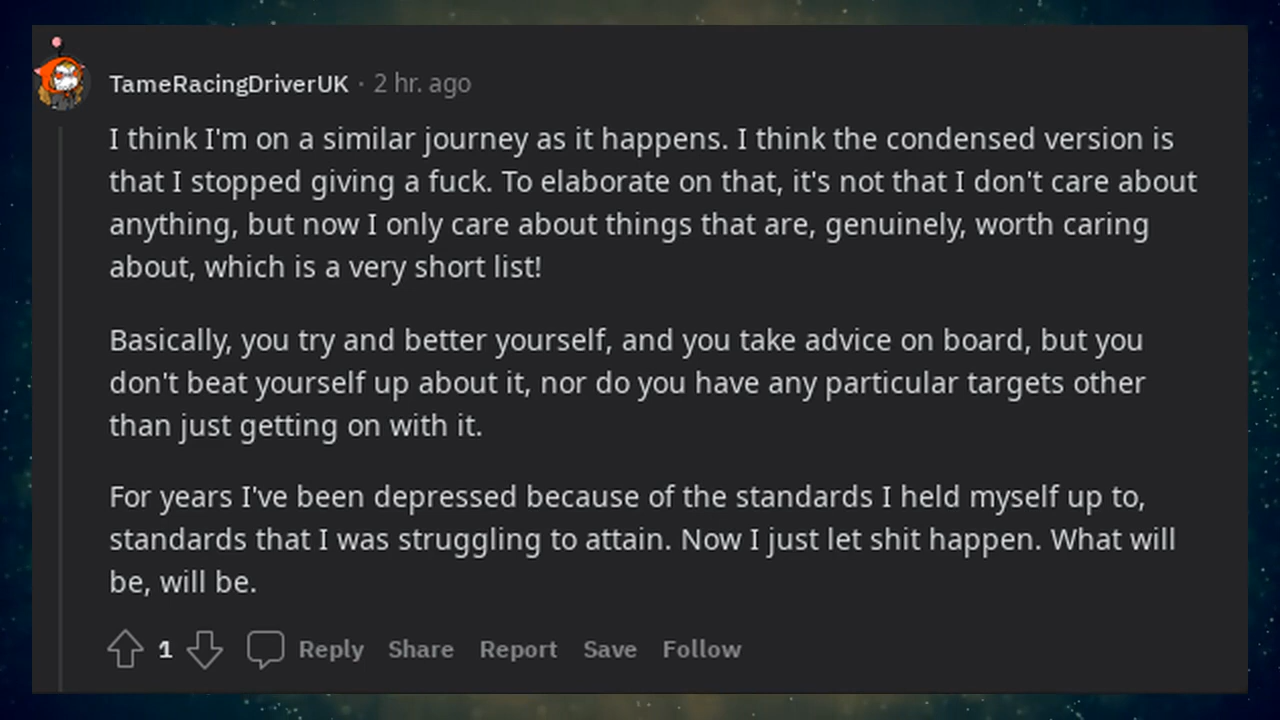 TameRacingDriverUK · 2 hr. ago
I think I'm on a similar journey as it happens. I think the condensed version is
that I stopped giving a fuck. To elaborate on that, it's not that I don't care about
anything, but now I only care about things that are, genuinely, worth caring
about, which is a very short list!
Basically, you try and better yourself, and you take advice on board, but you
don't beat yourself up about it, nor do you have any particular targets other
than just getting on with it.
For years I've been depressed because of the standards I held myself up to,
standards that I was struggling to attain. Now I just let shit happen. What will
be, will be.
1 Reply Share Report Save Follow